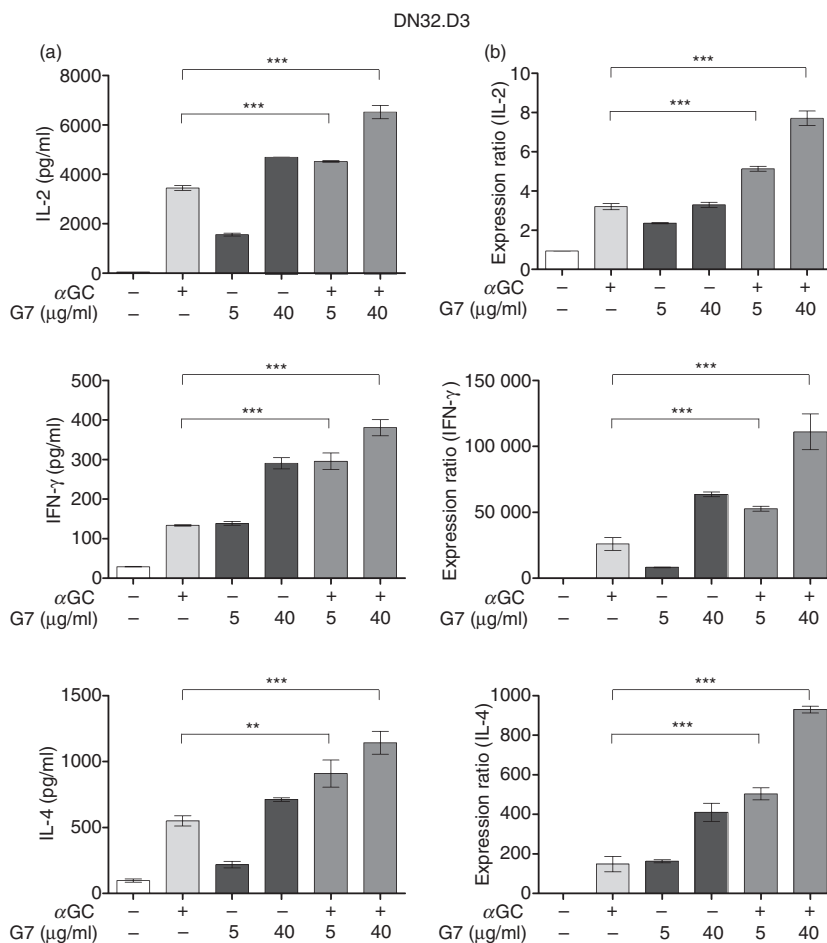 DN32.D3
(a)
IL-2 (pg/ml)
8000
6000
4000
2000
0
***
***
αGC – + – – + +
G7 (μg/ml) – – 5 40 5 40
(b)
Expression ratio (IL-2)
10
8
6
4
2
0
***
***
αGC – + – – + +
G7 (μg/ml) – – 5 40 5 40
IFN-γ (pg/ml)
500
400
300
200
100
0
***
***
αGC – + – – + +
G7 (μg/ml) – – 5 40 5 40
Expression ratio (IFN-γ)
150 000
100 000
50 000
0
***
***
αGC – + – – + +
G7 (μg/ml) – – 5 40 5 40
IL-4 (pg/ml)
1500
1000
500
0
***
**
αGC – + – – + +
G7 (μg/ml) – – 5 40 5 40
Expression ratio (IL-4)
1000
800
600
400
200
0
***
***
αGC – + – – + +
G7 (μg/ml) – – 5 40 5 40